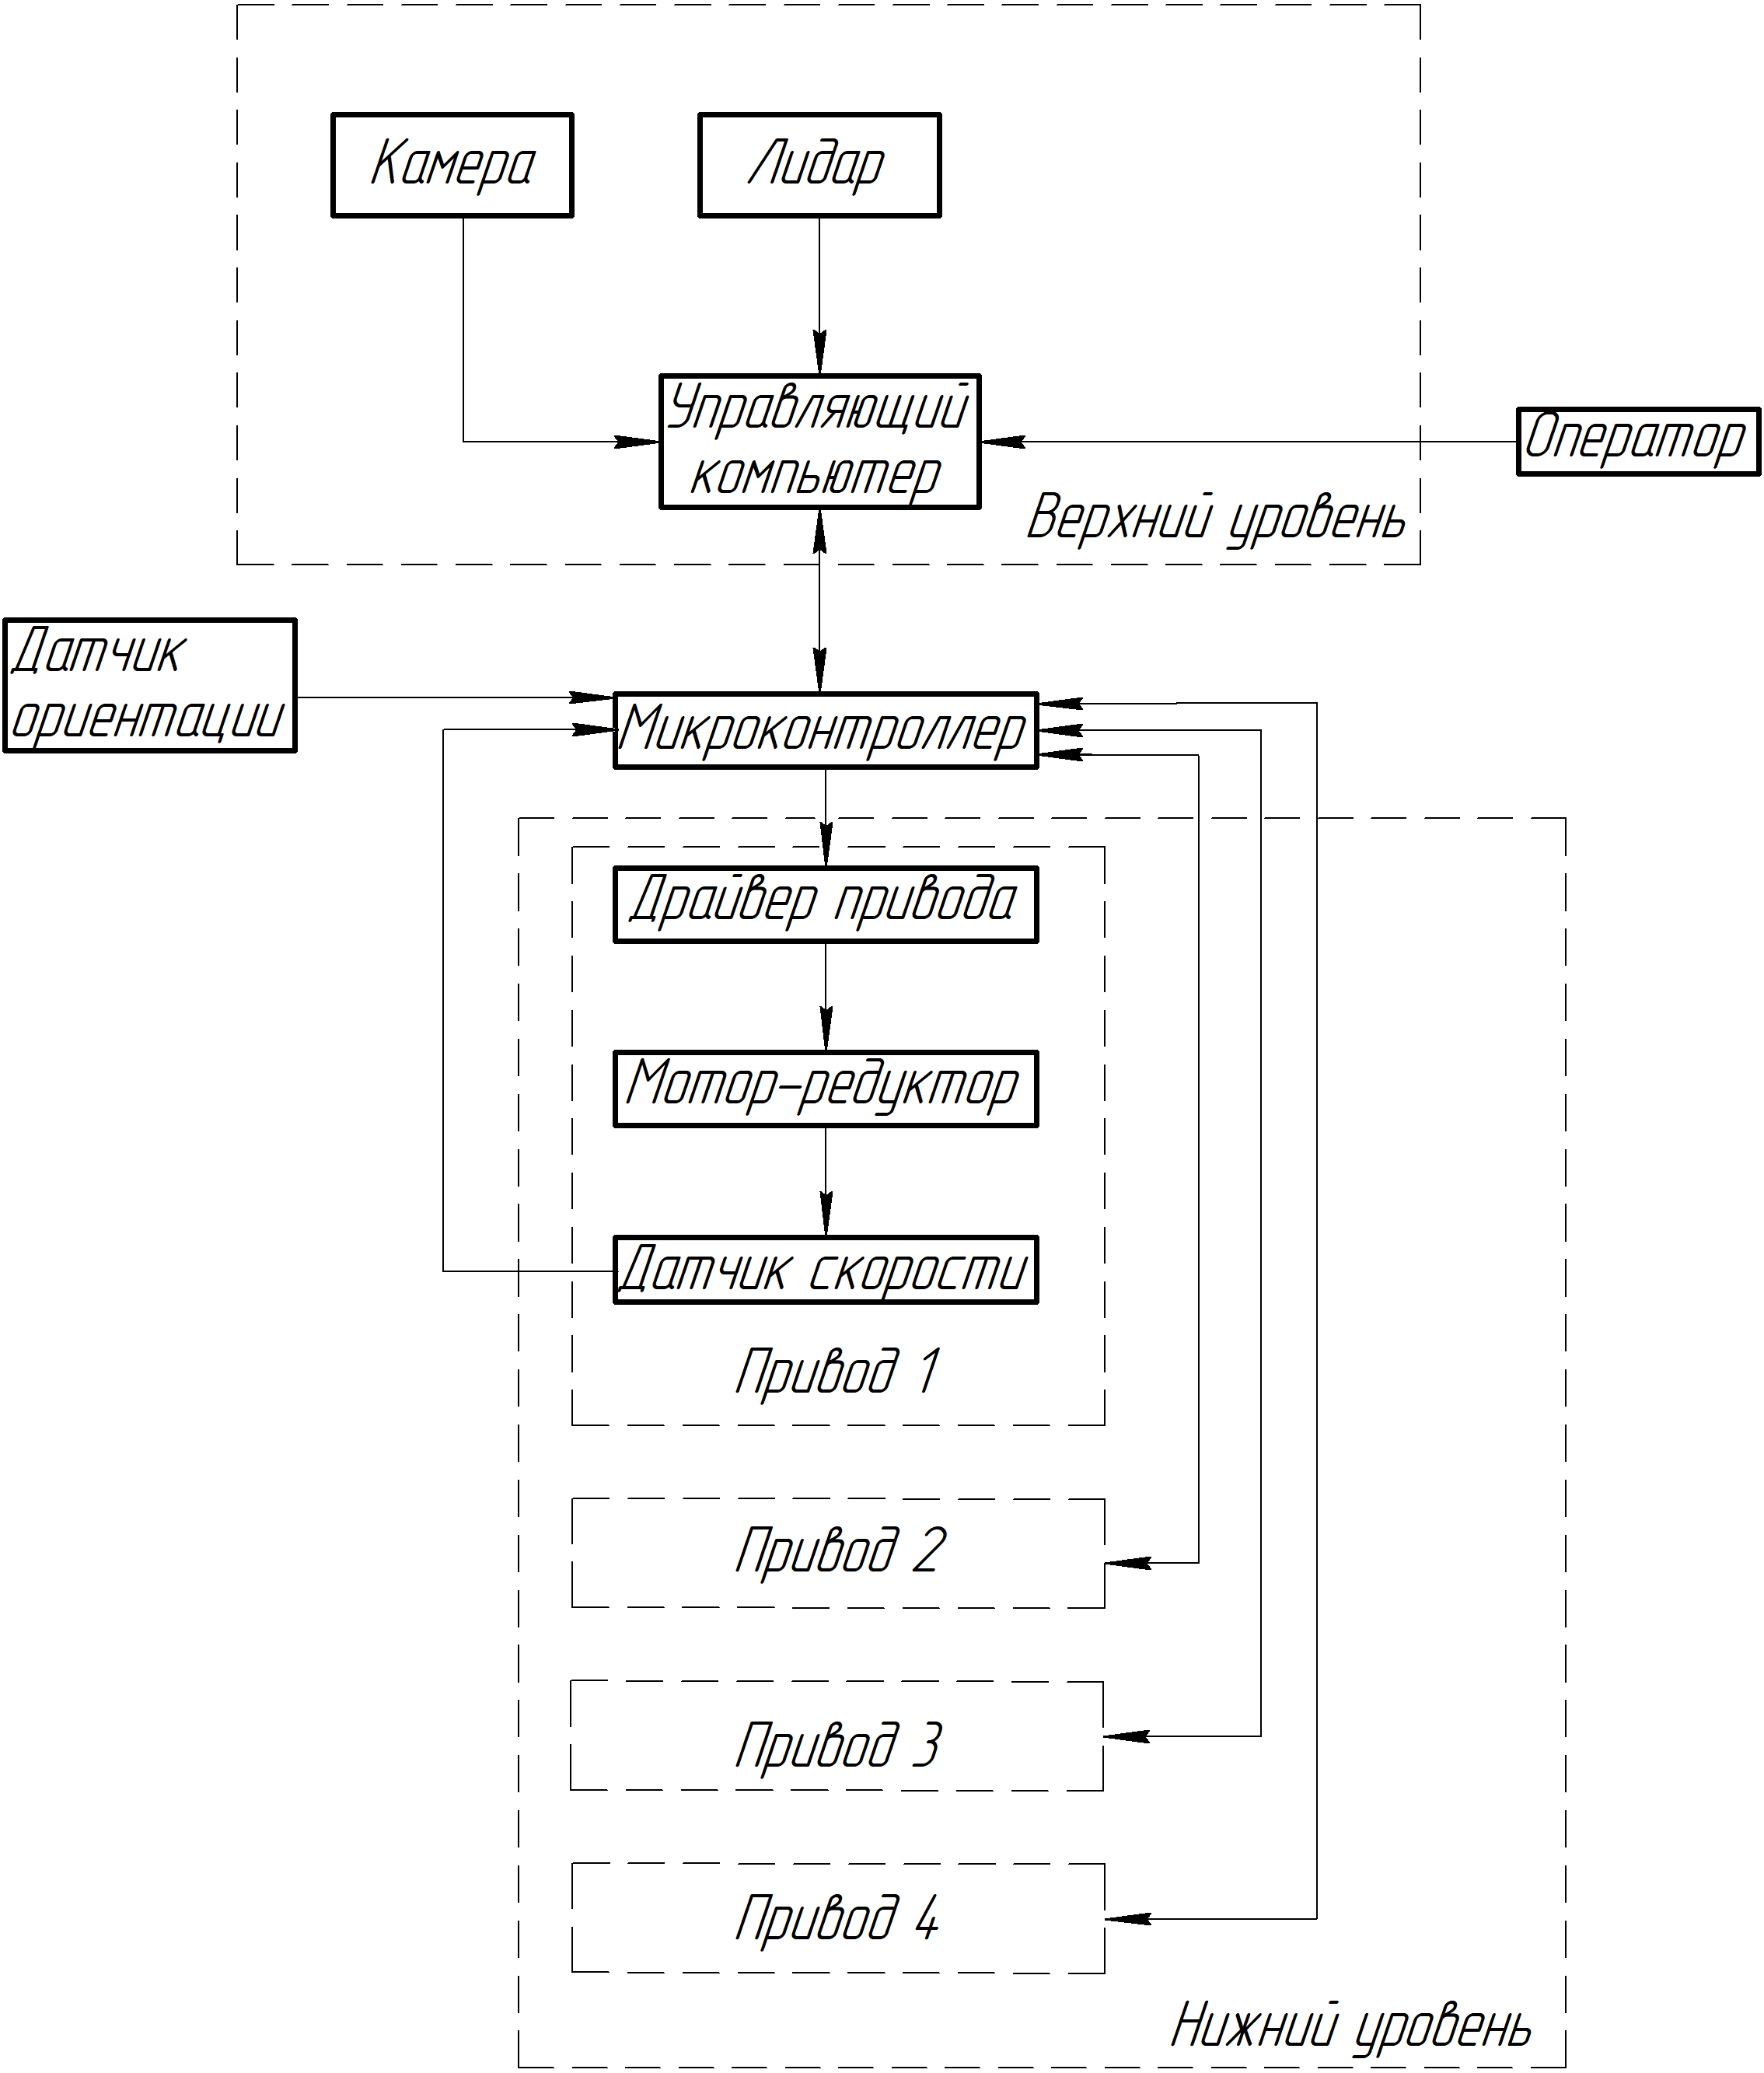 Камера
Лидар
Управляющий
компьютер
Оператор
Верхний уровень
Датчик
ориентации
Микроконтроллер
Драйвер привода
Мотор-редуктор
Датчик скорости
Привод 1
Привод 2
Привод 3
Привод 4
Нижний уровень